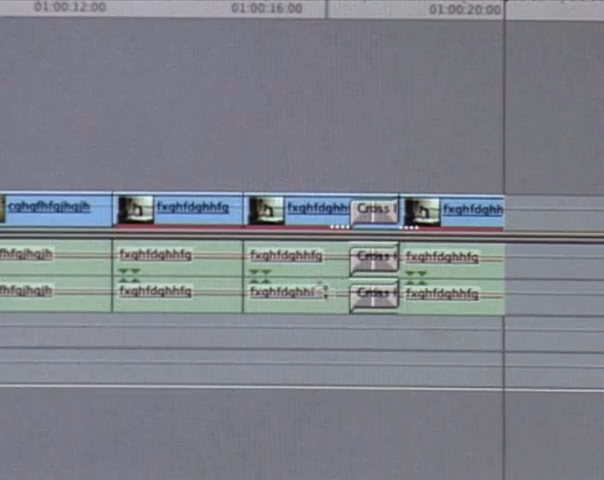 01:00:12:00 01:00:16:00 01:00:20:00
cghgfhfgjhgjh fxghfdghhfg fxghfdghh Cross fxghfdghh
fhfgjhgjh fxghfdghhfg fxghfdghhfg fxghfdghhfg
fhfgjhgjh fxghfdghhfg fxghfdghhf Cross fxghfdghhfg